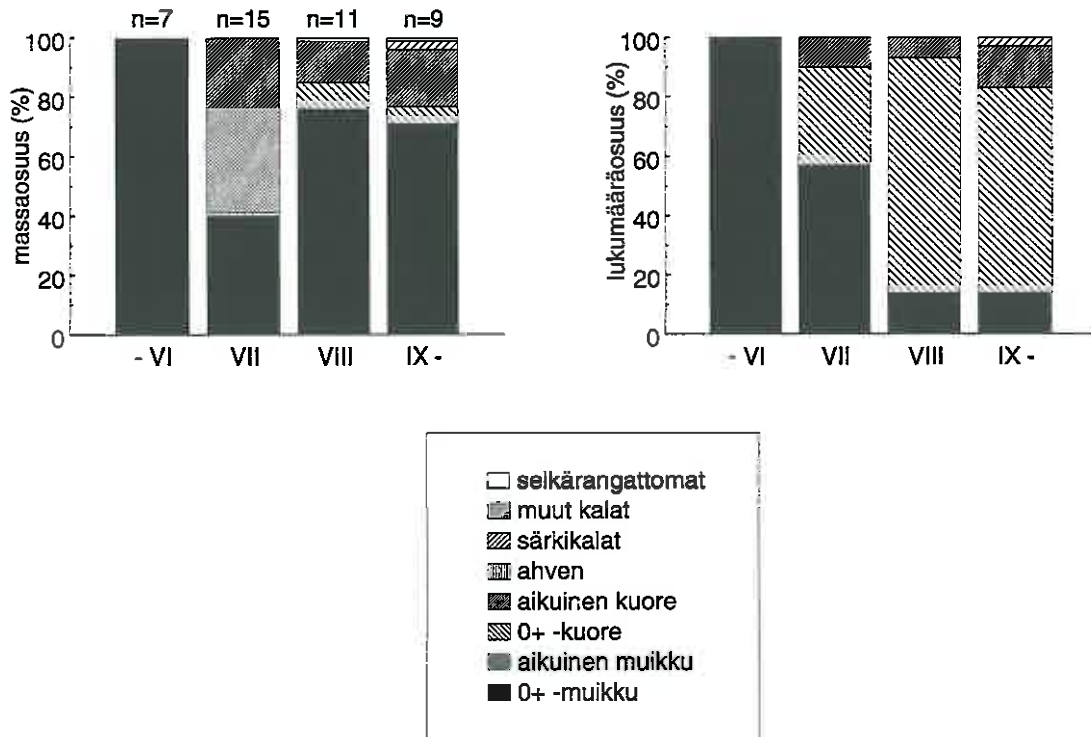 n=7 n=15 n=11 n=9
massaosuus (%)
100
80
60
40
20
0
- VI VII VIII IX -
lukumääräosuus (%)
100
80
60
40
20
0
- VI VII VIII IX -
selkärangattomat
muut kalat
särkikalat
ahven
aikuinen kuore
0+ -kuore
aikuinen muikku
0+ -muikku